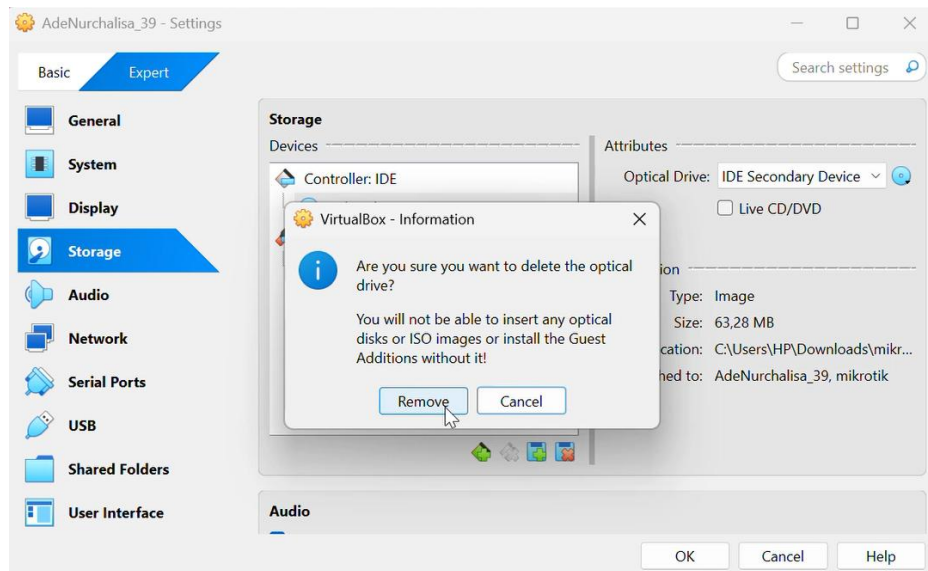 AdeNurchalisa_39 - Settings
Basic
Expert
Search settings
General
System
Display
Storage
Audio
Network
Serial Ports
USB
Shared Folders
User Interface
Storage
Devices
Controller: IDE
Attributes
Optical Drive: IDE Secondary Device
Live CD/DVD
VirtualBox - Information
Are you sure you want to delete the optical
drive?
You will not be able to insert any optical
disks or ISO images or install the Guest
Additions without it!
Remove
Cancel
Type: Image
Size: 63,28 MB
C:\Users\HP\Downloads\mikr...
AdeNurchalisa_39, mikrotik
Audio
OK
Cancel
Help